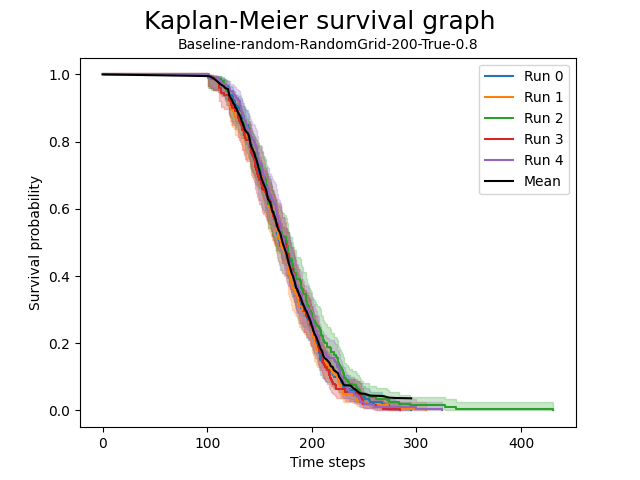 Kaplan-Meier survival graph
Baseline-random-RandomGrid-200-True-0.8
Survival probability
1.0
0.8
0.6
0.4
0.2
0.0
Run 0
Run 1
Run 2
Run 3
Run 4
Mean
0 100 200 300 400
Time steps